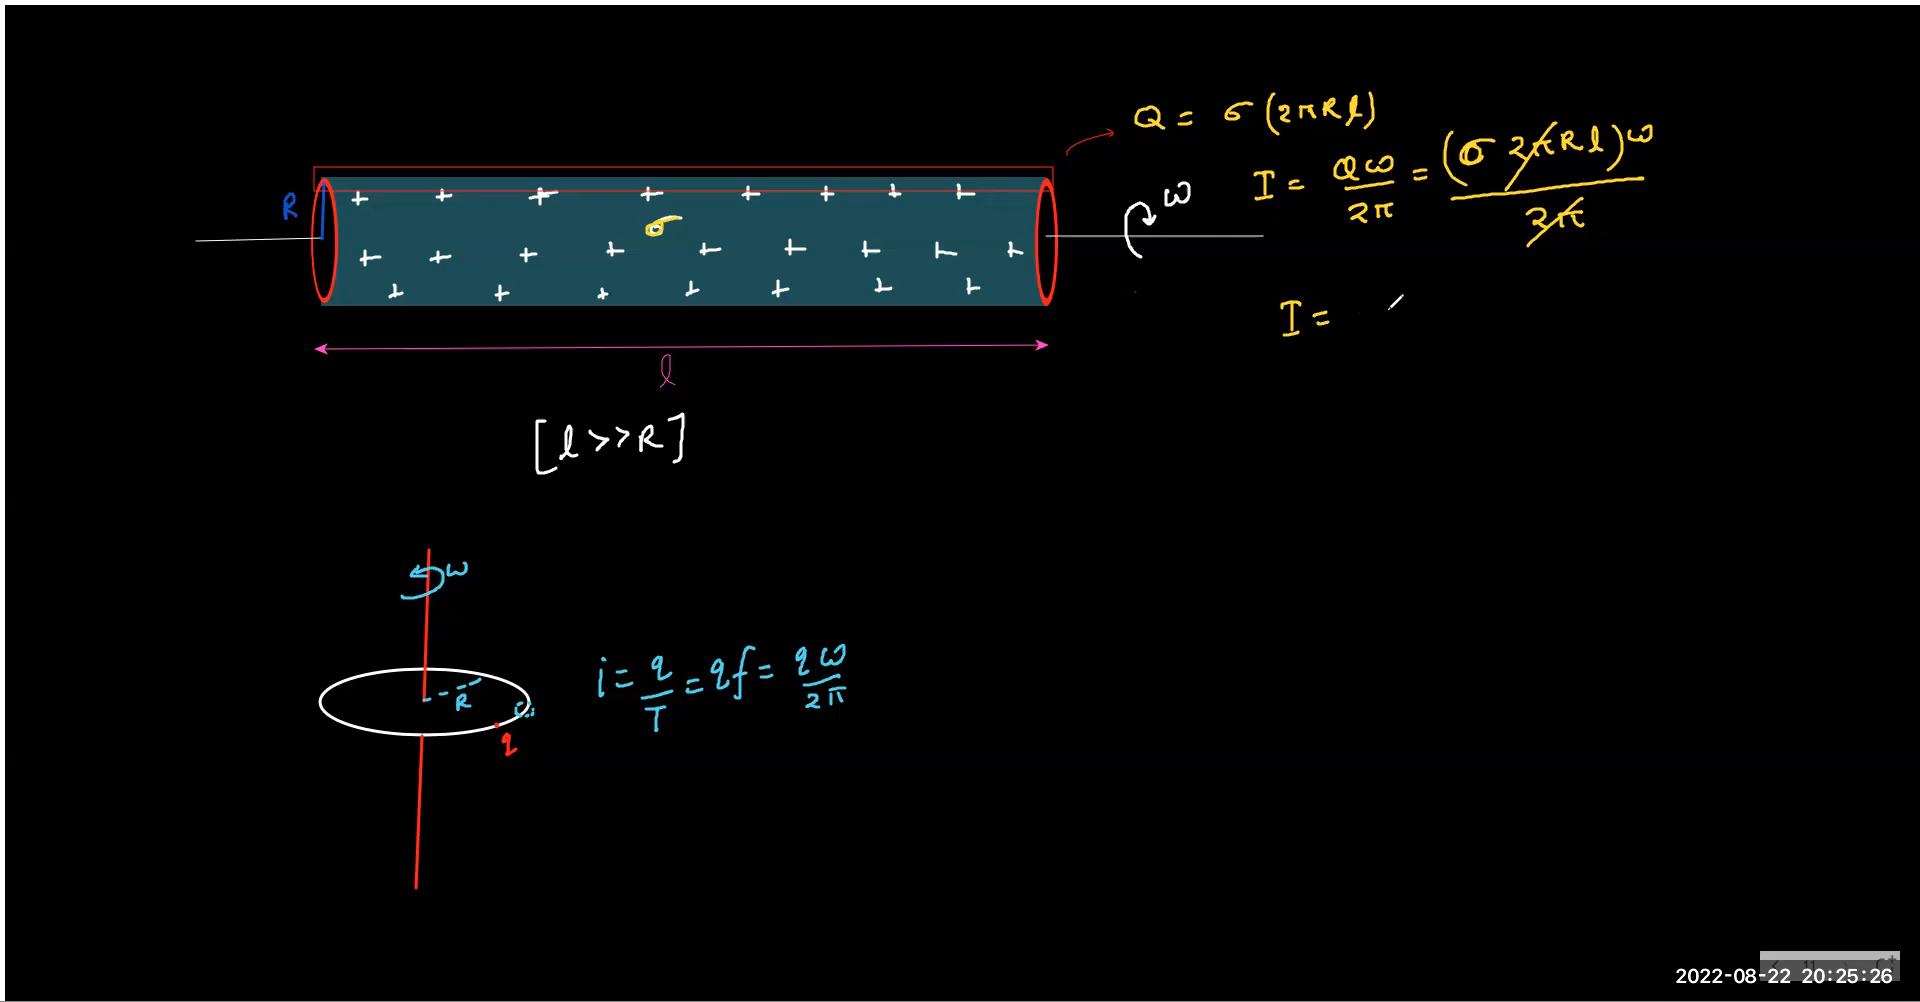 Q = σ (2πRl)
I = Qω/2π = (σ 2πRl)ω/2π
R
σ
ω
I =
l
[l >> R]
ω
i = q/T = qf = qω/2π
R
q
2022-08-22 20:25:26